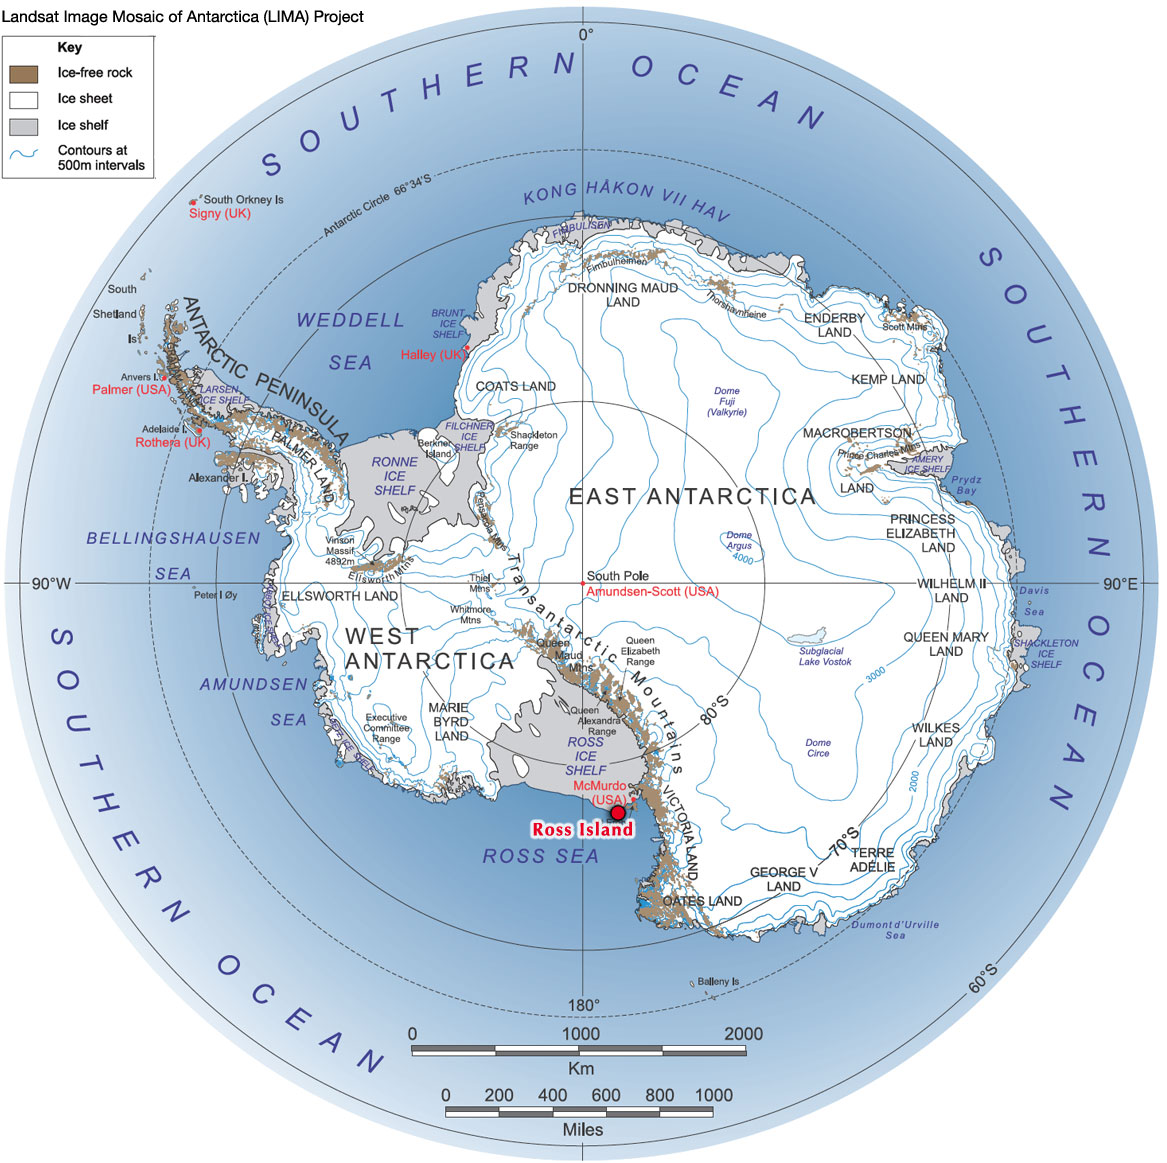 Landsat Image Mosaic of Antarctica (LIMA) Project
Key
Ice-free rock
Ice sheet
Ice shelf
Contours at
500m intervals
0°
SOUTHERN OCEAN
Antarctic Circle 66°34'S
South Orkney Is
Signy (UK)
KONG HÅKON VII HAV
FIMBULISEN
Fimbulheimen
DRONNING MAUD
LAND
Thorshavnheine
ENDERBY
LAND
Scott Mtns
SOUTHERN OCEAN
South
Shetland
Is
ANTARCTIC PENINSULA
WEDDELL
SEA
BRUNT
ICE
SHELF
Halley (UK)
Anvers I.
Palmer (USA)
LARSEN
ICE SHELF
COATS LAND
Dome
Fuji
(Valkyrie)
KEMP LAND
Adelaide I.
Rothera (UK)
PALMER LAND
Alexander I.
Berkner
Island
FILCHNER
ICE
SHELF
Shackleton
Range
RONNE
ICE
SHELF
MACROBERTSON
Prince Charles Mtns
LAND
AMERY
ICE SHELF
Prydz
Bay
EAST ANTARCTICA
Pensacola Mtns
PRINCESS
ELIZABETH
LAND
BELLINGSHAUSEN
SEA
Vinson
Massif
4892m
Ellsworth Mtns
Dome
Argus
4000
90°W
Peter I Øy
ELLSWORTH LAND
Thiel
Mtns
Whitmore
Mtns
South Pole
Amundsen-Scott (USA)
WILHELM II
LAND
90°E
Davis
Sea
Transantarctic Mountains
WEST
ANTARCTICA
Queen
Maud
Mtns
Queen
Elizabeth
Range
Subglacial
Lake Vostok
QUEEN MARY
LAND
SHACKLETON
ICE
SHELF
3000
AMUNDSEN
SEA
Executive
Committee
Range
MARIE
BYRD
LAND
Queen
Alexandra
Range
80°S
ROSS
ICE
SHELF
Dome
Circe
WILKES
LAND
2000
McMurdo
(USA)
Ross Island
VICTORIA LAND
ROSS SEA
70°S
TERRE
ADÉLIE
GEORGE V
LAND
OATES LAND
Dumont d'Urville
Sea
SOUTHERN OCEAN
Balleny Is
60°S
180°
0 1000 2000
Km
0 200 400 600 800 1000
Miles